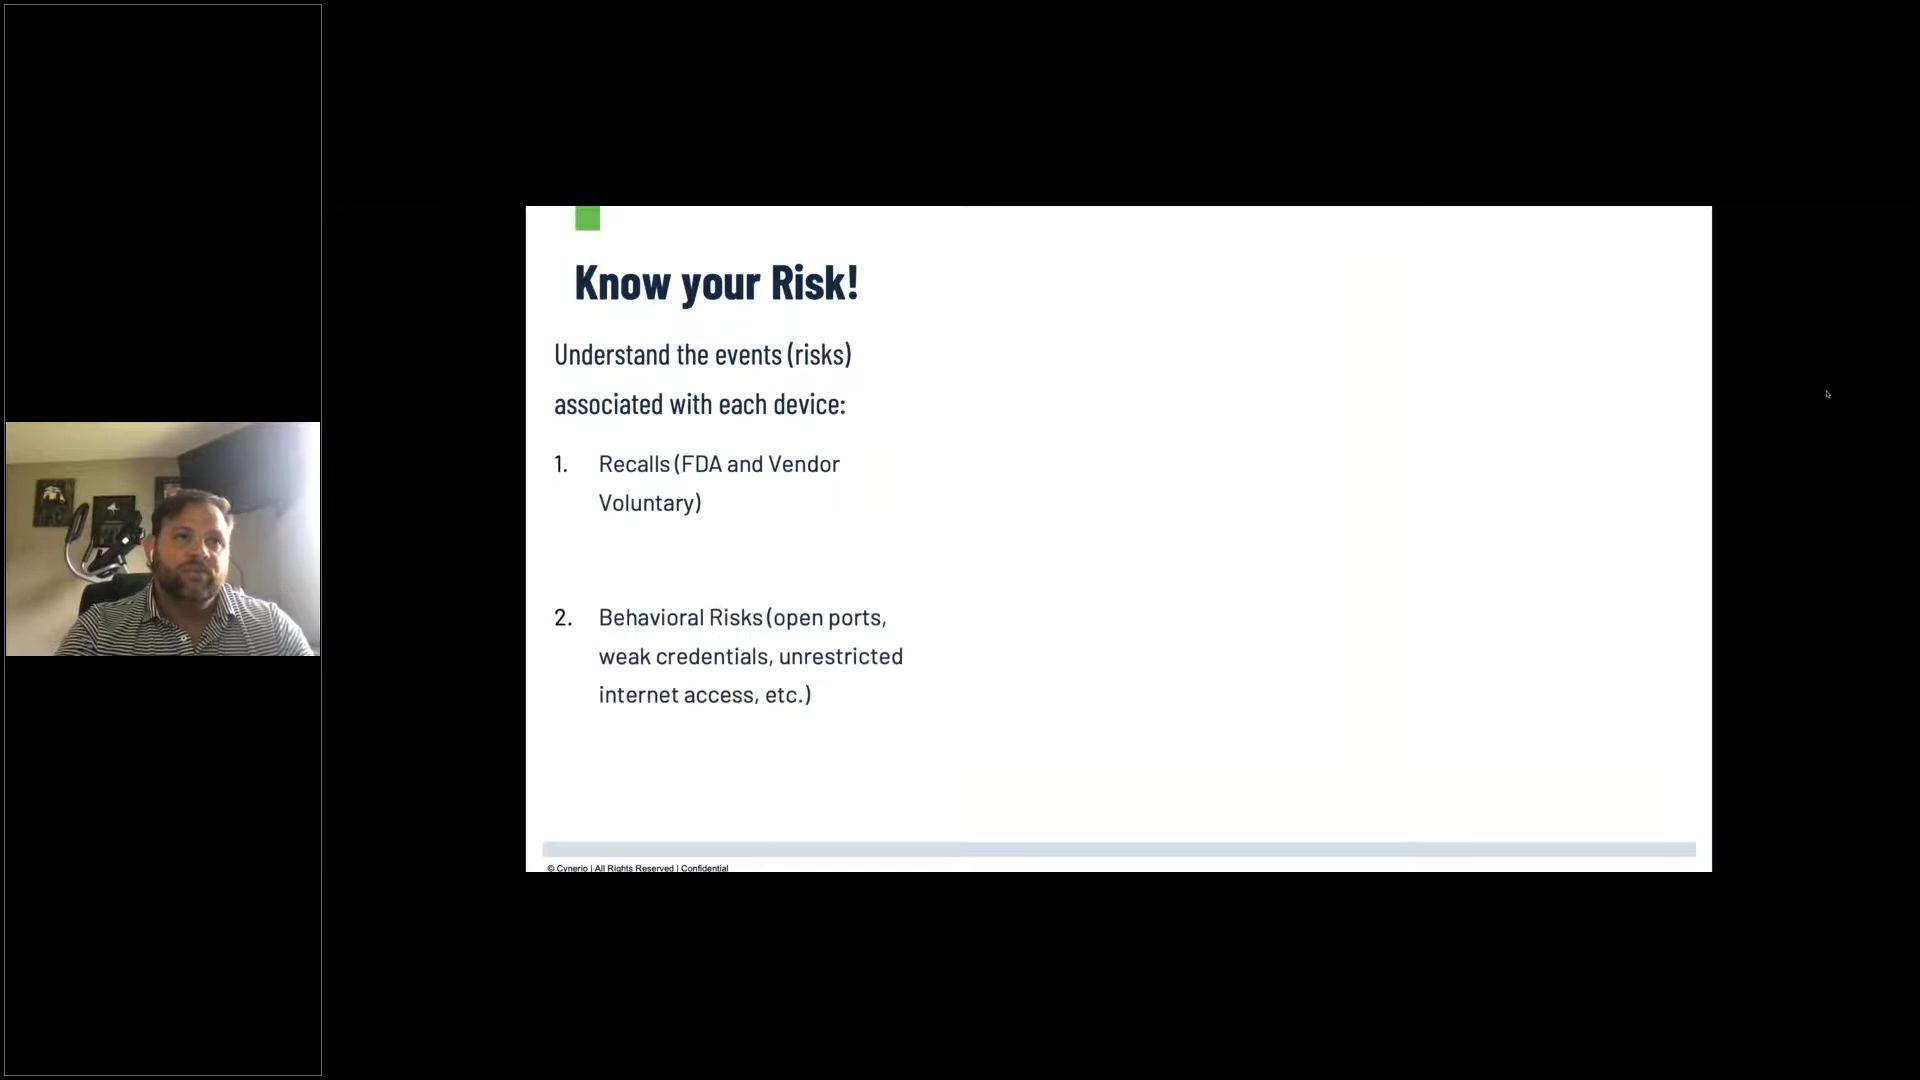 Know your Risk!
Understand the events (risks)
associated with each device:
1. Recalls (FDA and Vendor
Voluntary)
2. Behavioral Risks (open ports,
weak credentials, unrestricted
internet access, etc.)
© Cynerio | All Rights Reserved | Confidential